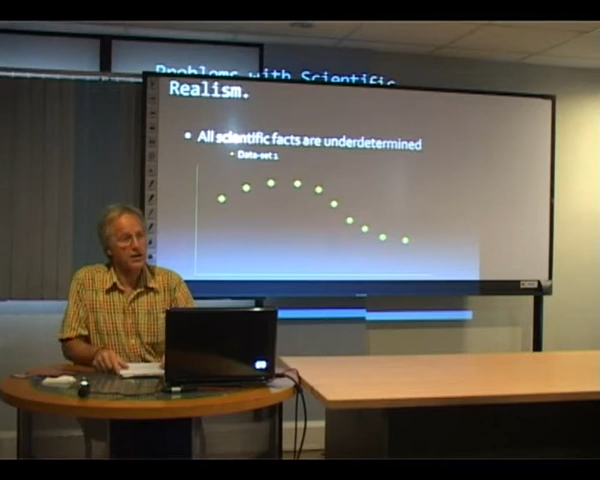 Problems with Scientific
Realism.
All scientific facts are underdetermined
Data-set 1